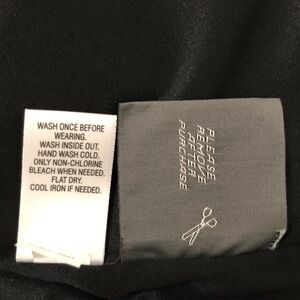 WASH ONCE BEFORE
WEARING.
WASH INSIDE OUT.
HAND WASH COLD.
ONLY NON-CHLORINE
BLEACH WHEN NEEDED.
FLAT DRY.
COOL IRON IF NEEDED.
PLEASE
REMOVE
AFTER
PURCHASE